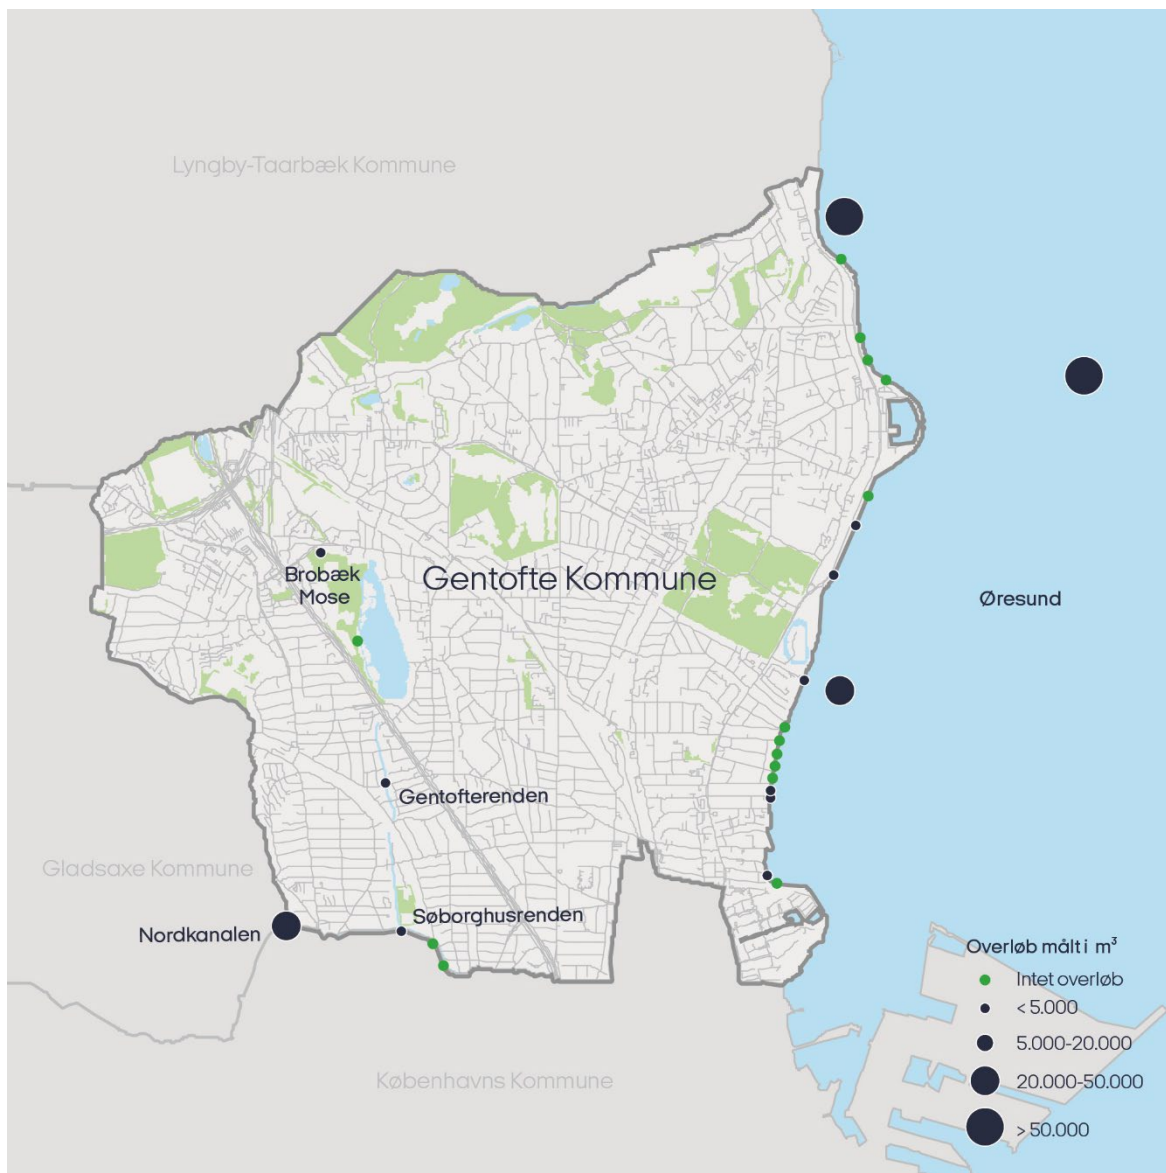 Lyngby-Taarbæk Kommune
Brobæk
Mose
Gentofte Kommune
Øresund
Gentofterenden
Gladsaxe Kommune
Søborghusrenden
Nordkanalen
Københavns Kommune
Overløb målt i m³
Intet overløb
< 5.000
5.000-20.000
20.000-50.000
> 50.000